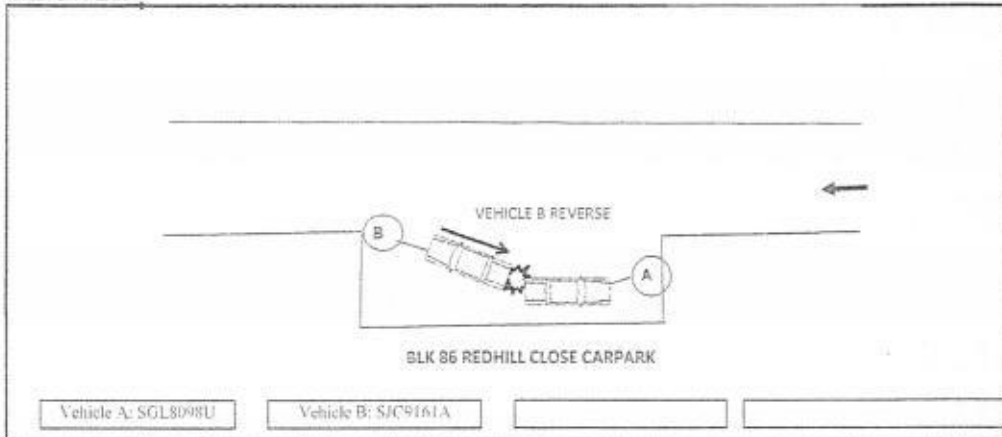 VEHICLE B REVERSE
B
A
BLK 86 REDHILL CLOSE CARPARK
Vehicle A: SGL8098U
Vehicle B: SJC9161A